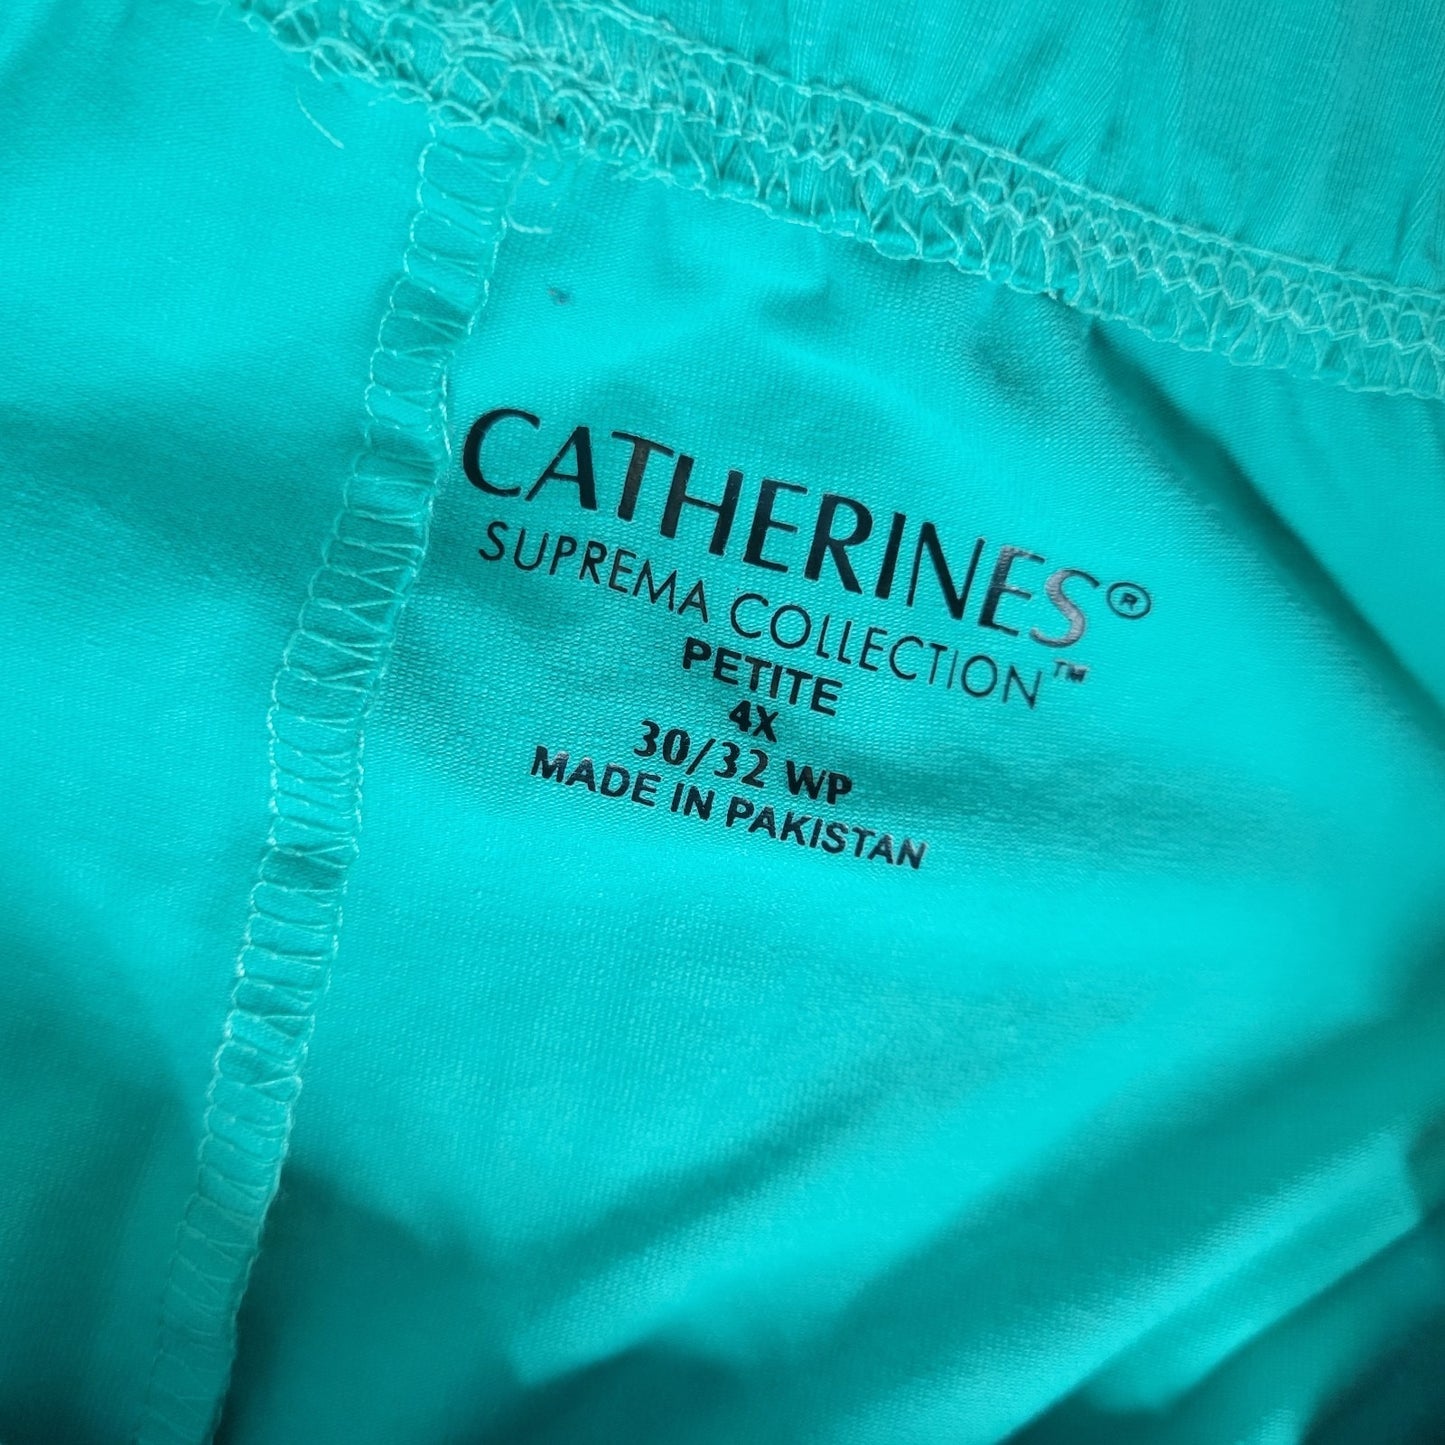 CATHERINES®
SUPREMA COLLECTION™
PETITE
4X
30/32 WP
MADE IN PAKISTAN